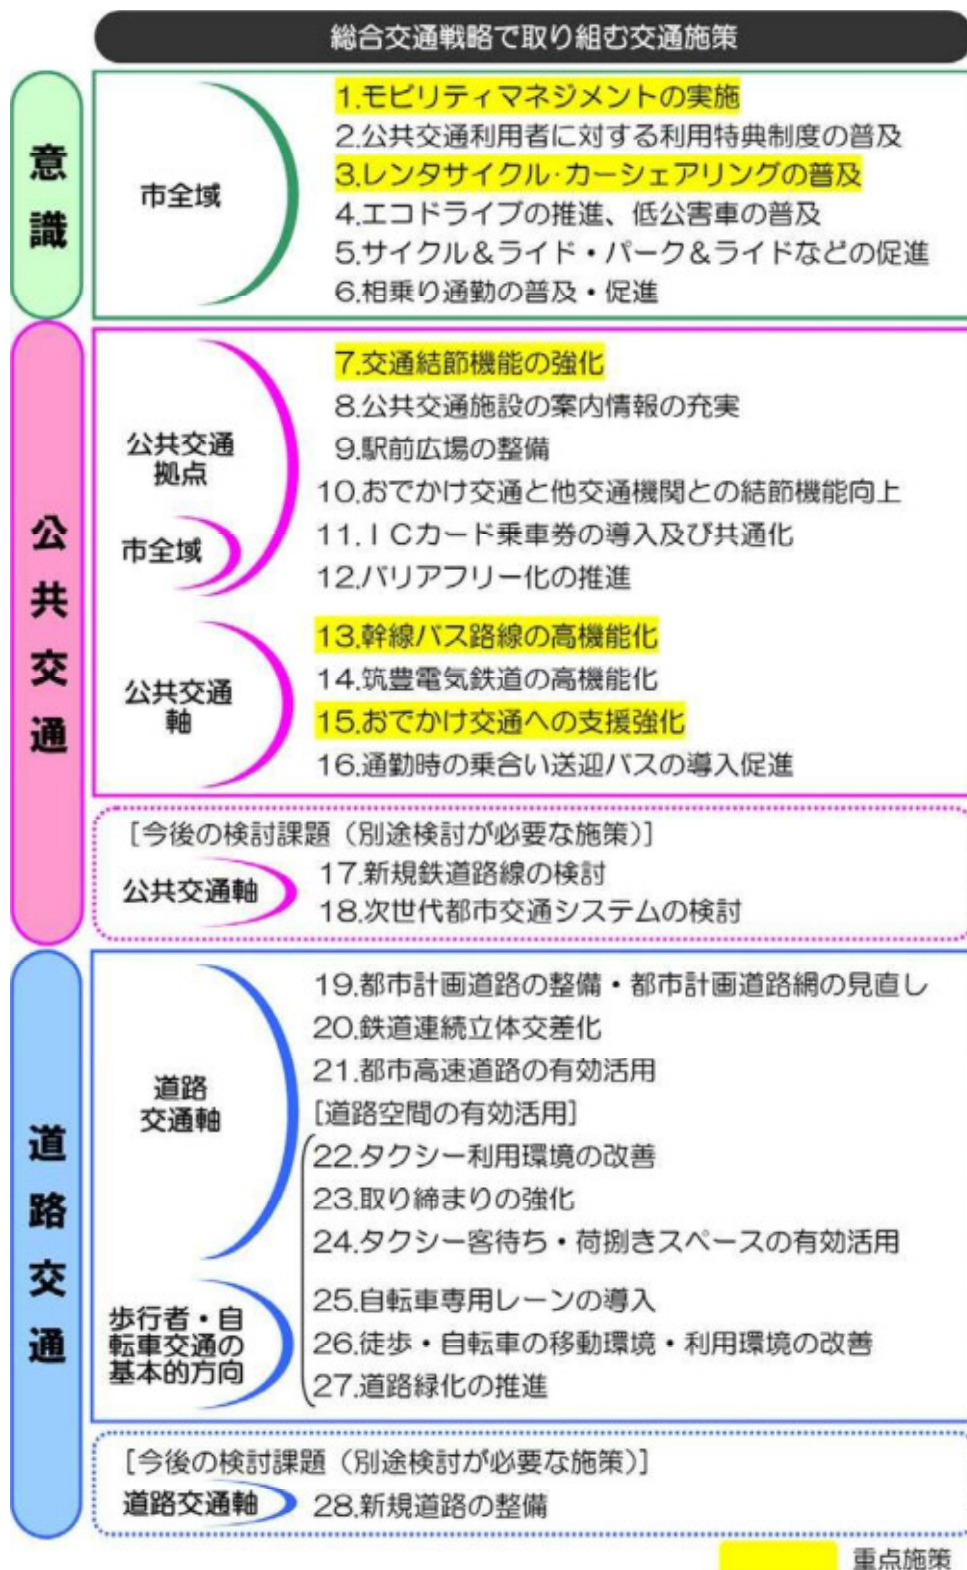 総合交通戦略で取り組む交通施策
意識
市全域
1.モビリティマネジメントの実施
2.公共交通利用者に対する利用特典制度の普及
3.レンタサイクル・カーシェアリングの普及
4.エコドライブの推進、低公害車の普及
5.サイクル&ライド・パーク&ライドなどの促進
6.相乗り通勤の普及・促進
公共交通
公共交通
拠点
市全域
7.交通結節機能の強化
8.公共交通施設の案内情報の充実
9.駅前広場の整備
10.おでかけ交通と他交通機関との結節機能向上
11.ICカード乗車券の導入及び共通化
12.バリアフリー化の推進
公共交通
軸
13.幹線バス路線の高機能化
14.筑豊電気鉄道の高機能化
15.おでかけ交通への支援強化
16.通勤時の乗合い送迎バスの導入促進
[今後の検討課題（別途検討が必要な施策）]
公共交通軸
17.新規鉄道路線の検討
18.次世代都市交通システムの検討
道路交通
道路
交通軸
19.都市計画道路の整備・都市計画道路網の見直し
20.鉄道連続立体交差化
21.都市高速道路の有効活用
[道路空間の有効活用]
22.タクシー利用環境の改善
23.取り締まりの強化
24.タクシー客待ち・荷捌きスペースの有効活用
歩行者・自
転車交通の
基本的方向
25.自転車専用レーンの導入
26.徒歩・自転車の移動環境・利用環境の改善
27.道路緑化の推進
[今後の検討課題（別途検討が必要な施策）]
道路交通軸
28.新規道路の整備
重点施策